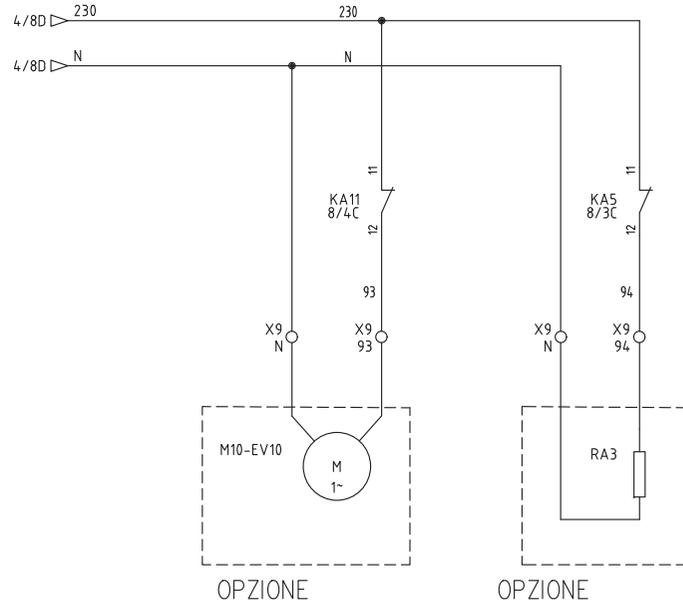 4/8D 230 230
4/8D N N
11 11
KA11 KA5
8/4C 8/3C
12 12
93 94
X9 X9 X9 X9
N 93 N 94
M10-EV10 RA3
M
1~
OPZIONE OPZIONE